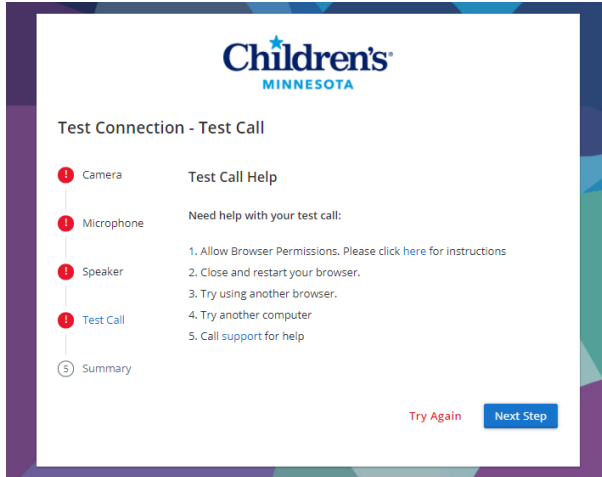 Children's
MINNESOTA
Test Connection - Test Call
! Camera
! Microphone
! Speaker
! Test Call
5 Summary
Test Call Help
Need help with your test call:
1. Allow Browser Permissions. Please click here for instructions
2. Close and restart your browser.
3. Try using another browser.
4. Try another computer
5. Call support for help
Try Again
Next Step